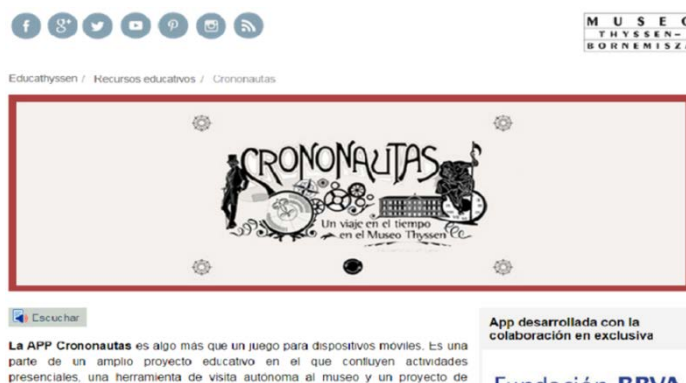 MUSEO
THYSSEN-
BORNEMISZA
Educathyssen / Recursos educativos / Crononautas
CRONONAUTAS
Un viaje en el tiempo
en el Museo Thyssen
Escuchar
La APP Crononautas es algo más que un juego para dispositivos móviles. Es una
parte de un amplio proyecto educativo en el que confluyen actividades
presenciales, una herramienta de visita autónoma al museo y un proyecto de
App desarrollada con la
colaboración en exclusiva
Fundación BBVA